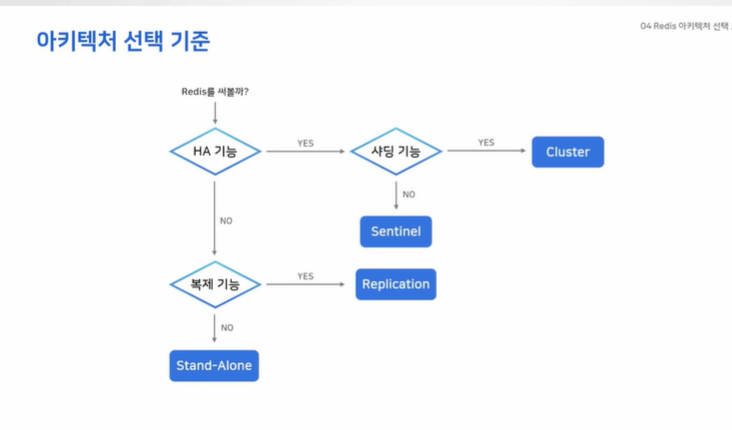 04 Redis 아키텍처 선택
아키텍처 선택 기준
Redis를 써볼까?
HA 기능
YES
샤딩 기능
YES
Cluster
NO
NO
Sentinel
복제 기능
YES
Replication
NO
Stand-Alone